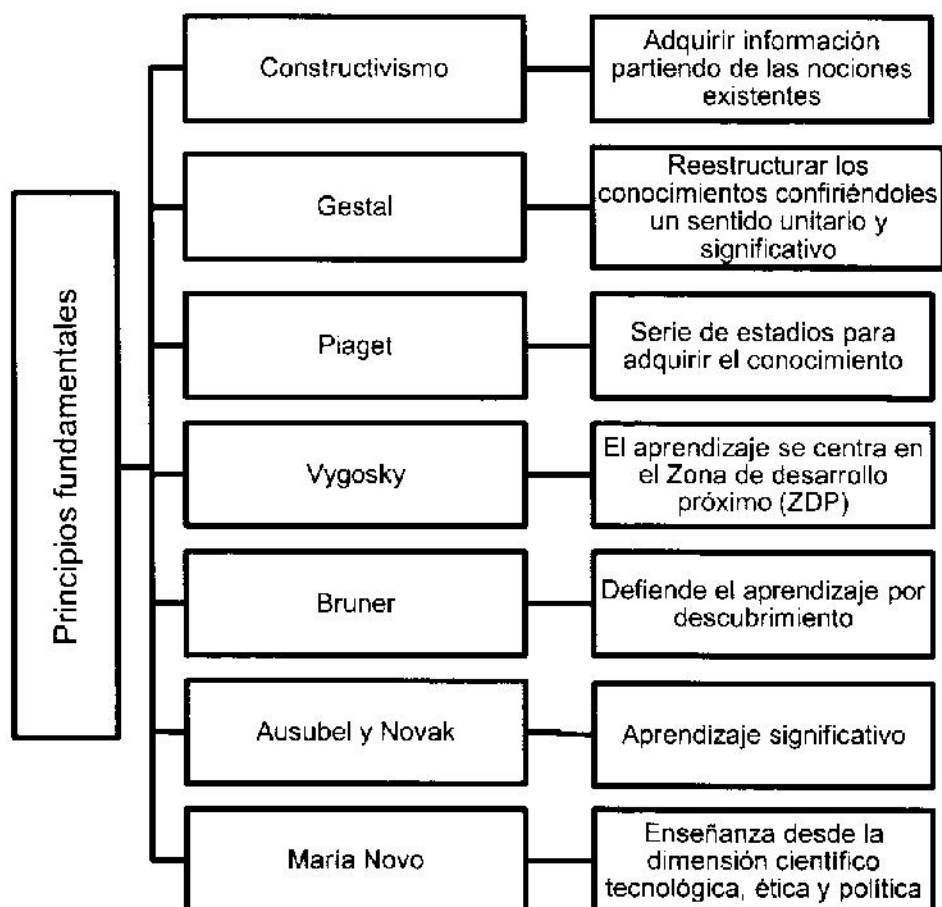 Principios fundamentales
Constructivismo
Adquirir información
partiendo de las nociones
existentes
Gestal
Reestructurar los
conocimientos confiriéndoles
un sentido unitario y
significativo
Piaget
Serie de estadios para
adquirir el conocimiento
Vygosky
El aprendizaje se centra en
el Zona de desarrollo
próximo (ZDP)
Bruner
Defiende el aprendizaje por
descubrimiento
Ausubel y Novak
Aprendizaje significativo
María Novo
Enseñanza desde la
dimensión científico
tecnológica, ética y política